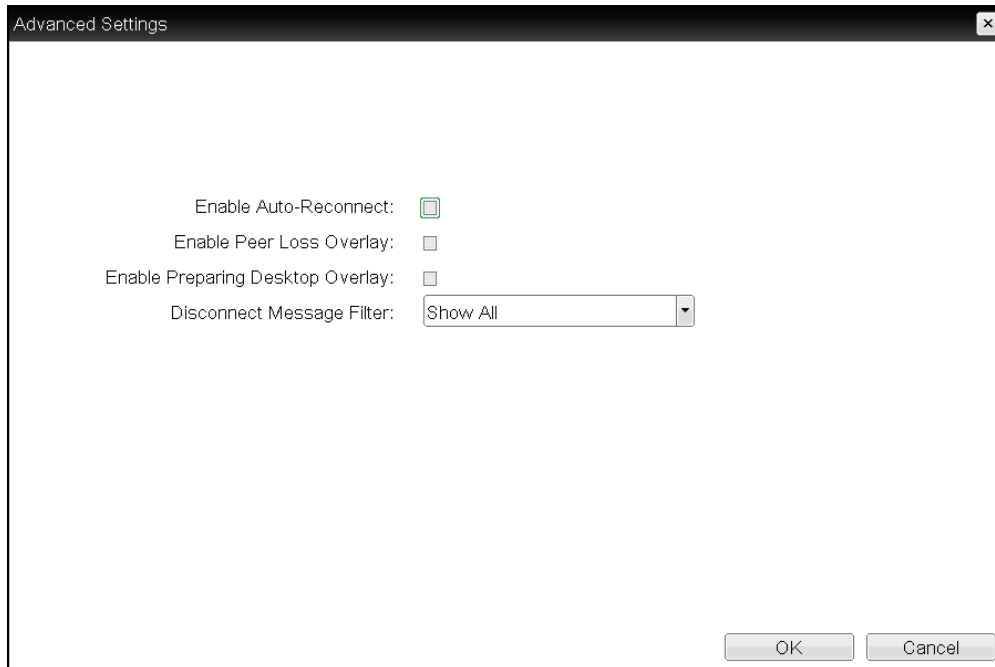 Advanced Settings
Enable Auto-Reconnect:
Enable Peer Loss Overlay:
Enable Preparing Desktop Overlay:
Disconnect Message Filter: Show All
OK Cancel